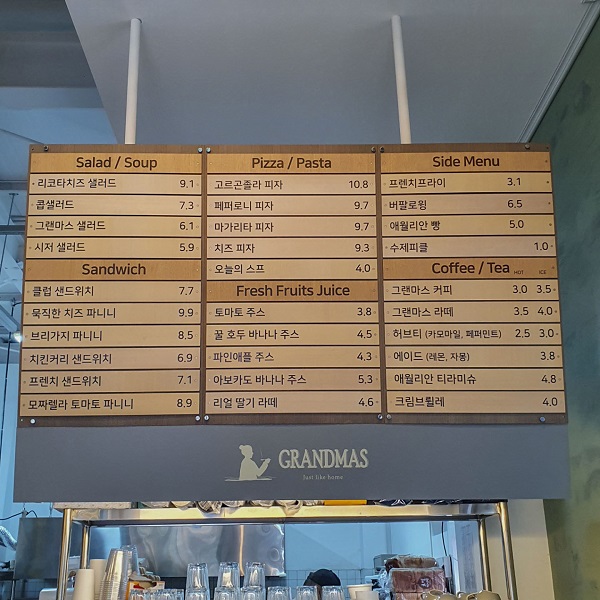 Salad / Soup
리코타치즈 샐러드 9.1
콥샐러드 7.3
그랜마스 샐러드 6.1
시저 샐러드 5.9
Sandwich
클럽 샌드위치 7.7
묵직한 치즈 파니니 9.9
브리가지 파니니 8.5
치킨커리 샌드위치 6.9
프렌치 샌드위치 7.1
모짜렐라 토마토 파니니 8.9
Pizza / Pasta
고르곤졸라 피자 10.8
페퍼로니 피자 9.7
마가리타 피자 9.7
치즈 피자 9.3
오늘의 스프 4.0
Fresh Fruits Juice
토마토 주스 3.8
꿀 호두 바나나 주스 4.5
파인애플 주스 4.3
아보카도 바나나 주스 5.3
리얼 딸기 라떼 4.6
Side Menu
프렌치프라이 3.1
버팔로윙 6.5
애월리안 빵 5.0
수제피클 1.0
Coffee / Tea HOT ICE
그랜마스 커피 3.0 3.5
그랜마스 라떼 3.5 4.0
허브티 (카모마일, 페퍼민트) 2.5 3.0
에이드 (레몬, 자몽) 3.8
애월리안 티라미슈 4.8
크림브륄레 4.0
GRANDMAS
Just like home